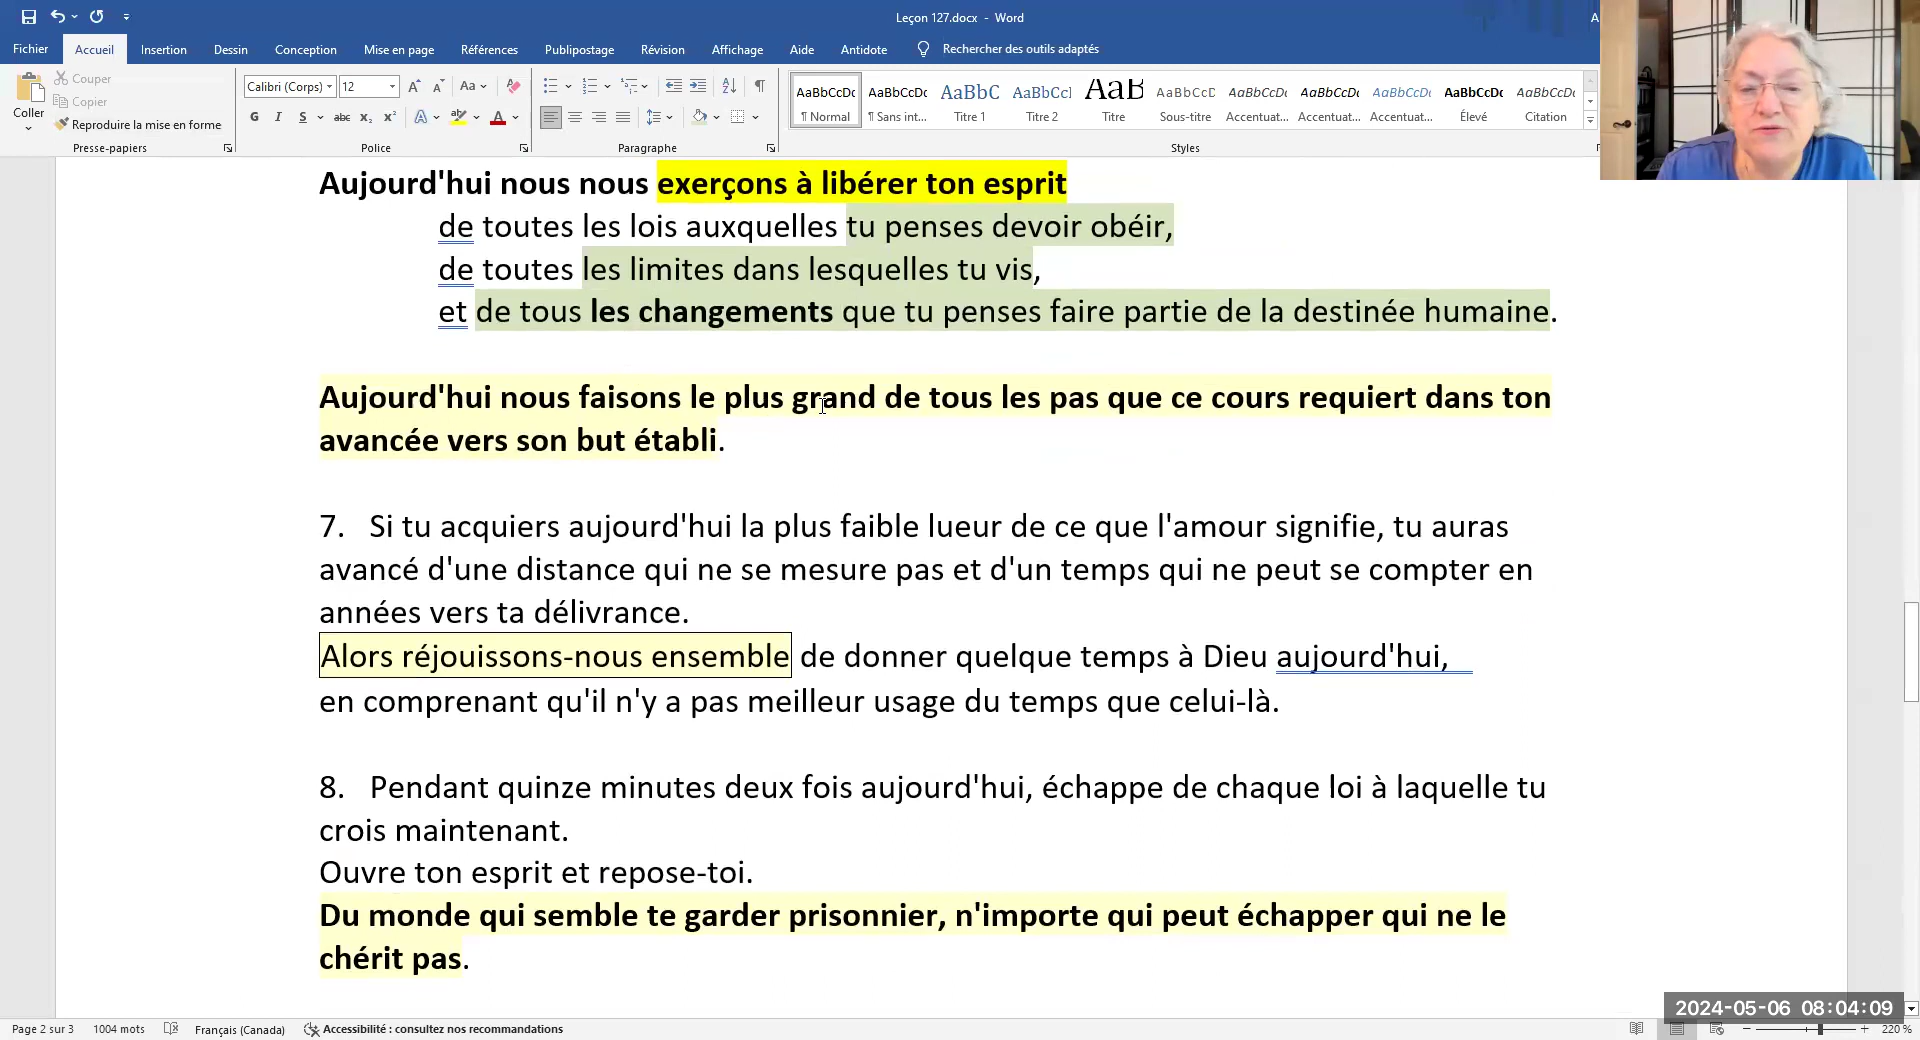 Leçon 127.docx - Word
A
Fichier Accueil Insertion Dessin Conception Mise en page Références Publipostage Révision Affichage Aide Antidote Rechercher des outils adaptés
Coller
Couper
Copier
Reproduire la mise en forme
Presse-papiers
Calibri (Corps) 12
G I S abc x₂ x²
Police
Paragraphe
AaBbCcDc AaBbCcDc AaBbC AaBbCcI AaB AaBbCcD AaBbCcDc AaBbCcDc AaBbCcDc AaBbCcDc AaBbCcDc
¶ Normal ¶ Sans int... Titre 1 Titre 2 Titre Sous-titre Accentuat... Accentuat... Accentuat... Élevé Citation
Styles
Aujourd'hui nous nous exerçons à libérer ton esprit
de toutes les lois auxquelles tu penses devoir obéir,
de toutes les limites dans lesquelles tu vis,
et de tous les changements que tu penses faire partie de la destinée humaine.
Aujourd'hui nous faisons le plus grand de tous les pas que ce cours requiert dans ton
avancée vers son but établi.
7. Si tu acquiers aujourd'hui la plus faible lueur de ce que l'amour signifie, tu auras
avancé d'une distance qui ne se mesure pas et d'un temps qui ne peut se compter en
années vers ta délivrance.
Alors réjouissons-nous ensemble de donner quelque temps à Dieu aujourd'hui,
en comprenant qu'il n'y a pas meilleur usage du temps que celui-là.
8. Pendant quinze minutes deux fois aujourd'hui, échappe de chaque loi à laquelle tu
crois maintenant.
Ouvre ton esprit et repose-toi.
Du monde qui semble te garder prisonnier, n'importe qui peut échapper qui ne le
chérit pas.
2024-05-06 08:04:09
Page 2 sur 3 1004 mots Français (Canada) Accessibilité : consultez nos recommandations 220 %